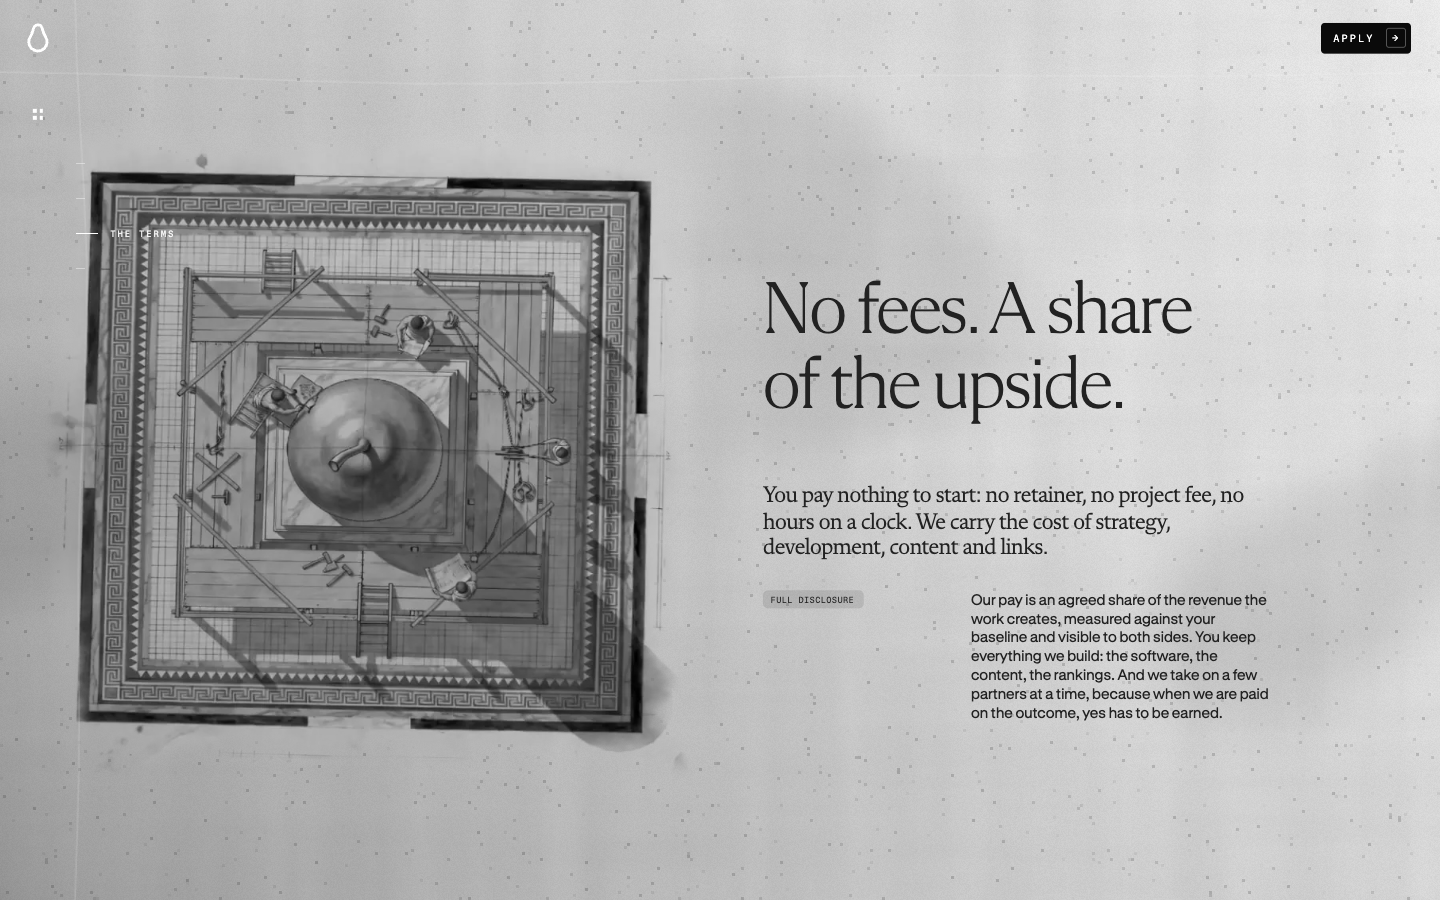 APPLY
THE TERMS
No fees. A share
of the upside.
You pay nothing to start: no retainer, no project fee, no
hours on a clock. We carry the cost of strategy,
development, content and links.
FULL DISCLOSURE
Our pay is an agreed share of the revenue the
work creates, measured against your
baseline and visible to both sides. You keep
everything we build: the software, the
content, the rankings. And we take on a few
partners at a time, because when we are paid
on the outcome, yes has to be earned.